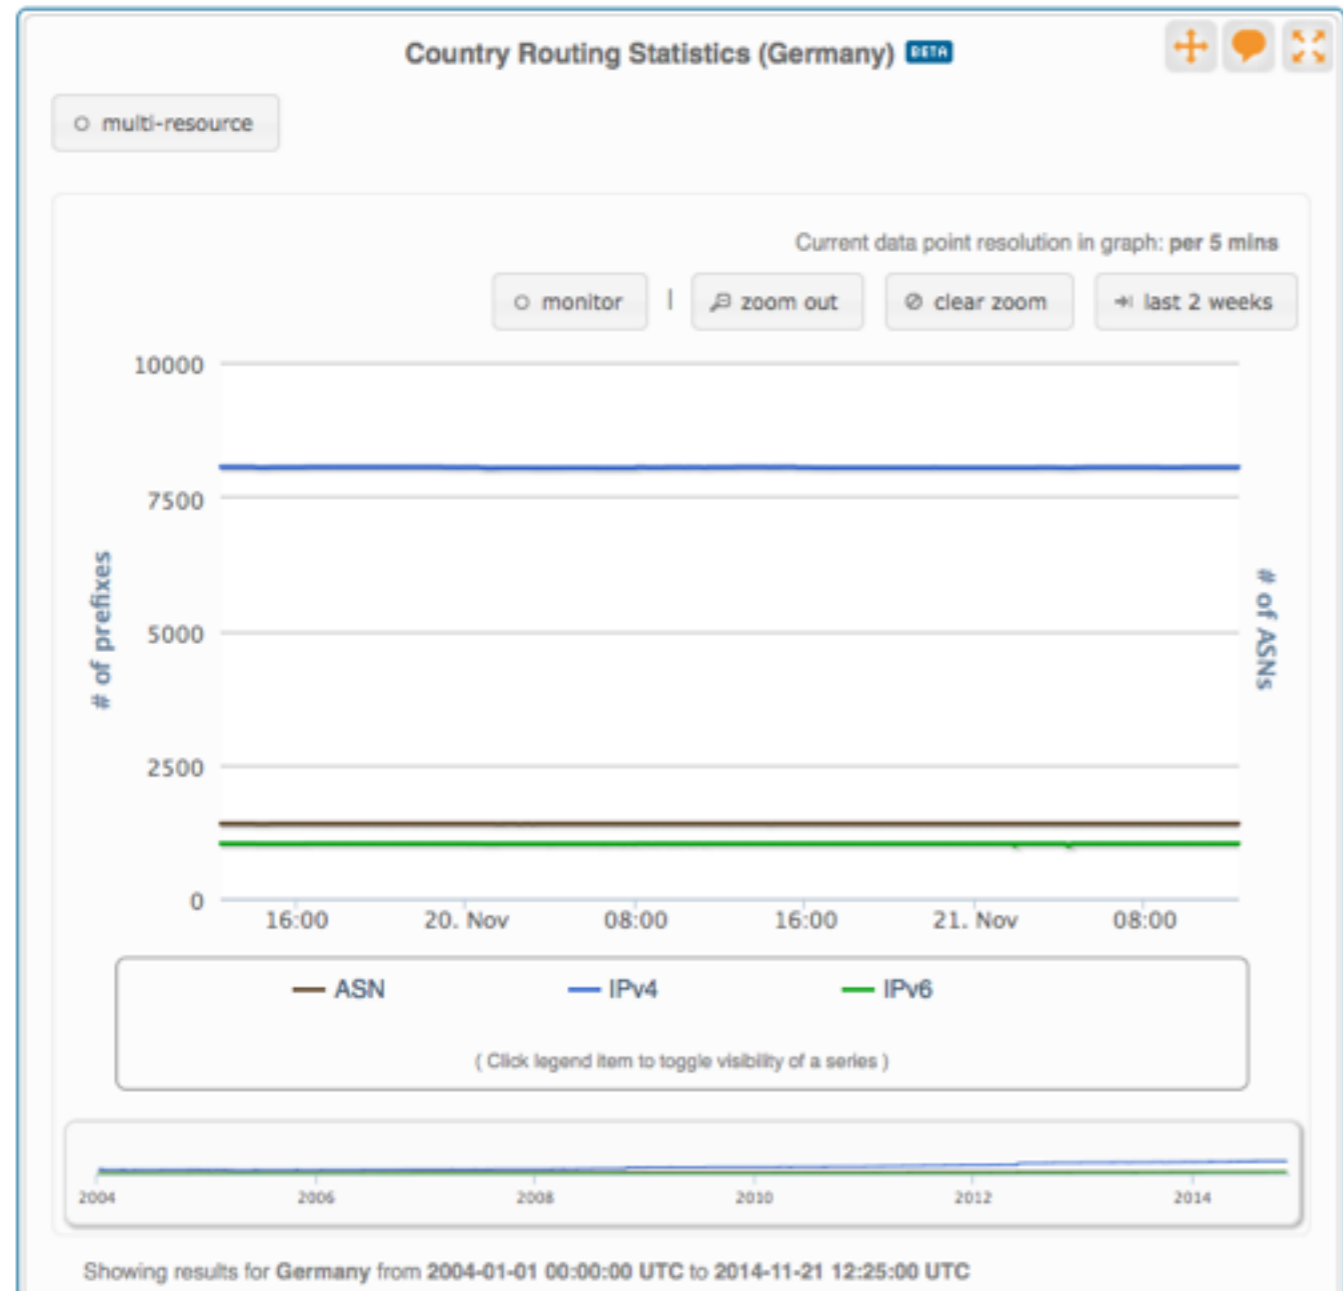 Country Routing Statistics (Germany) BETA
multi-resource
Current data point resolution in graph: per 5 mins
monitor | zoom out clear zoom last 2 weeks
10000
7500
5000
2500
0
# of prefixes
# of ASNs
16:00 20. Nov 08:00 16:00 21. Nov 08:00
ASN IPv4 IPv6
( Click legend item to toggle visibility of a series )
2004 2006 2008 2010 2012 2014
Showing results for Germany from 2004-01-01 00:00:00 UTC to 2014-11-21 12:25:00 UTC